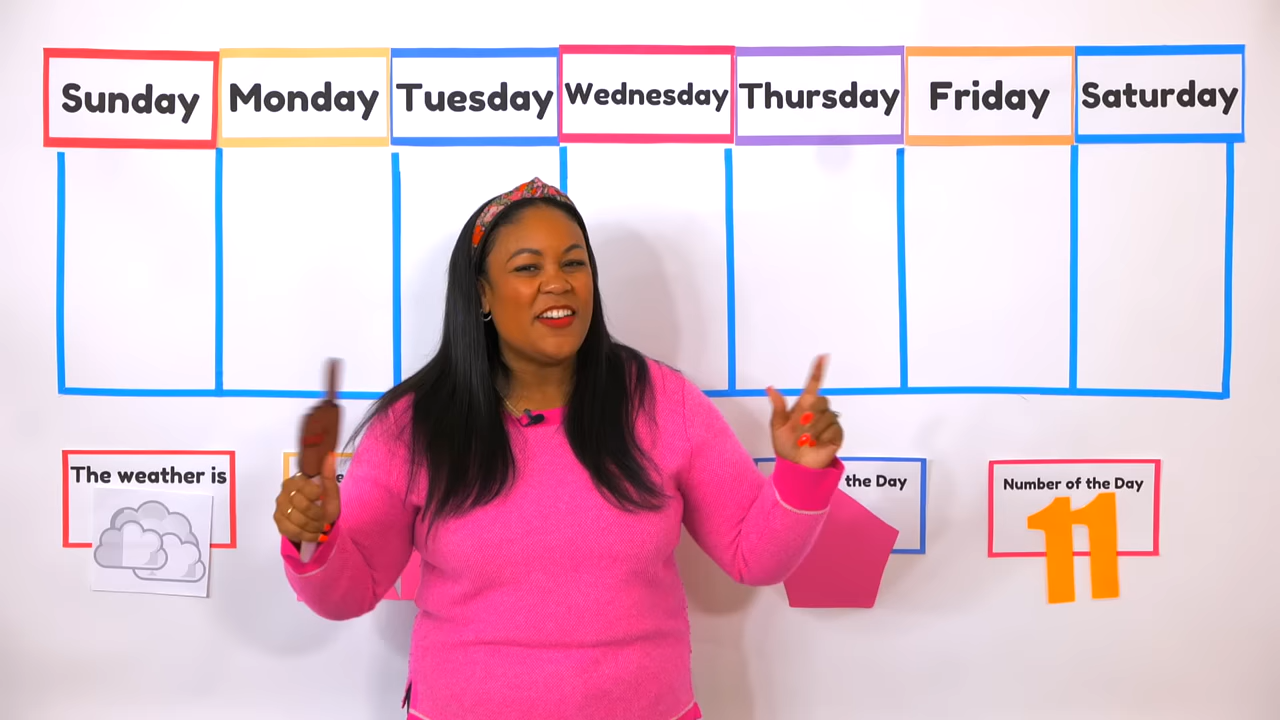 Sunday Monday Tuesday Wednesday Thursday Friday Saturday
The weather is
the Day
Number of the Day
11